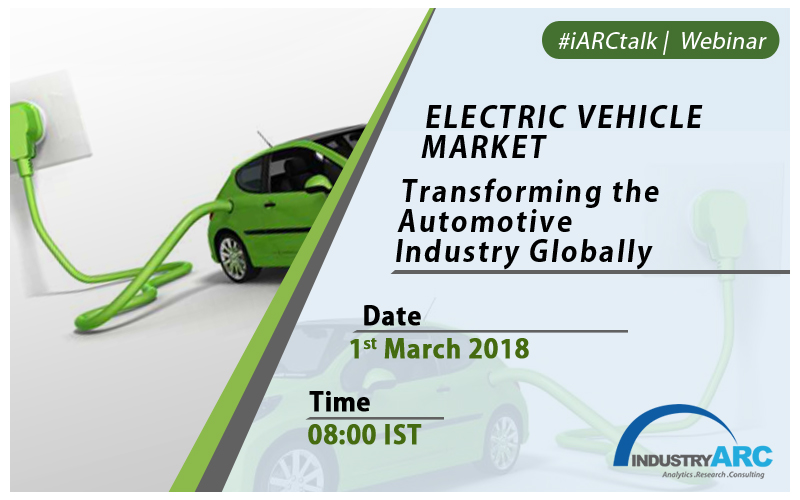 #iARCtalk | Webinar
ELECTRIC VEHICLE
MARKET
Transforming the
Automotive
Industry Globally
Date
1st March 2018
Time
08:00 IST
INDUSTRYARC
Analytics.Research.Consulting